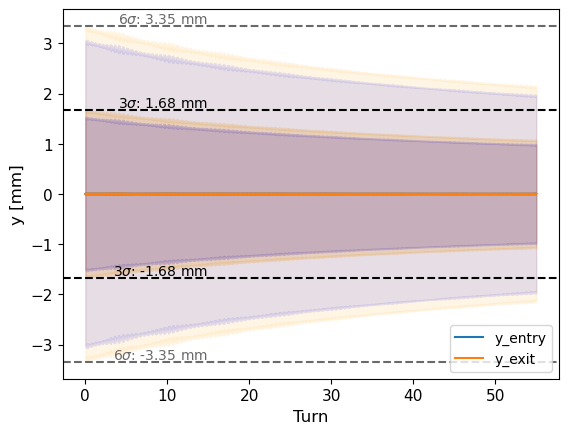 6σ: 3.35 mm
3σ: 1.68 mm
3σ: -1.68 mm
6σ: -3.35 mm
3
2
1
0
−1
−2
−3
y [mm]
0 10 20 30 40 50
Turn
y_entry
y_exit